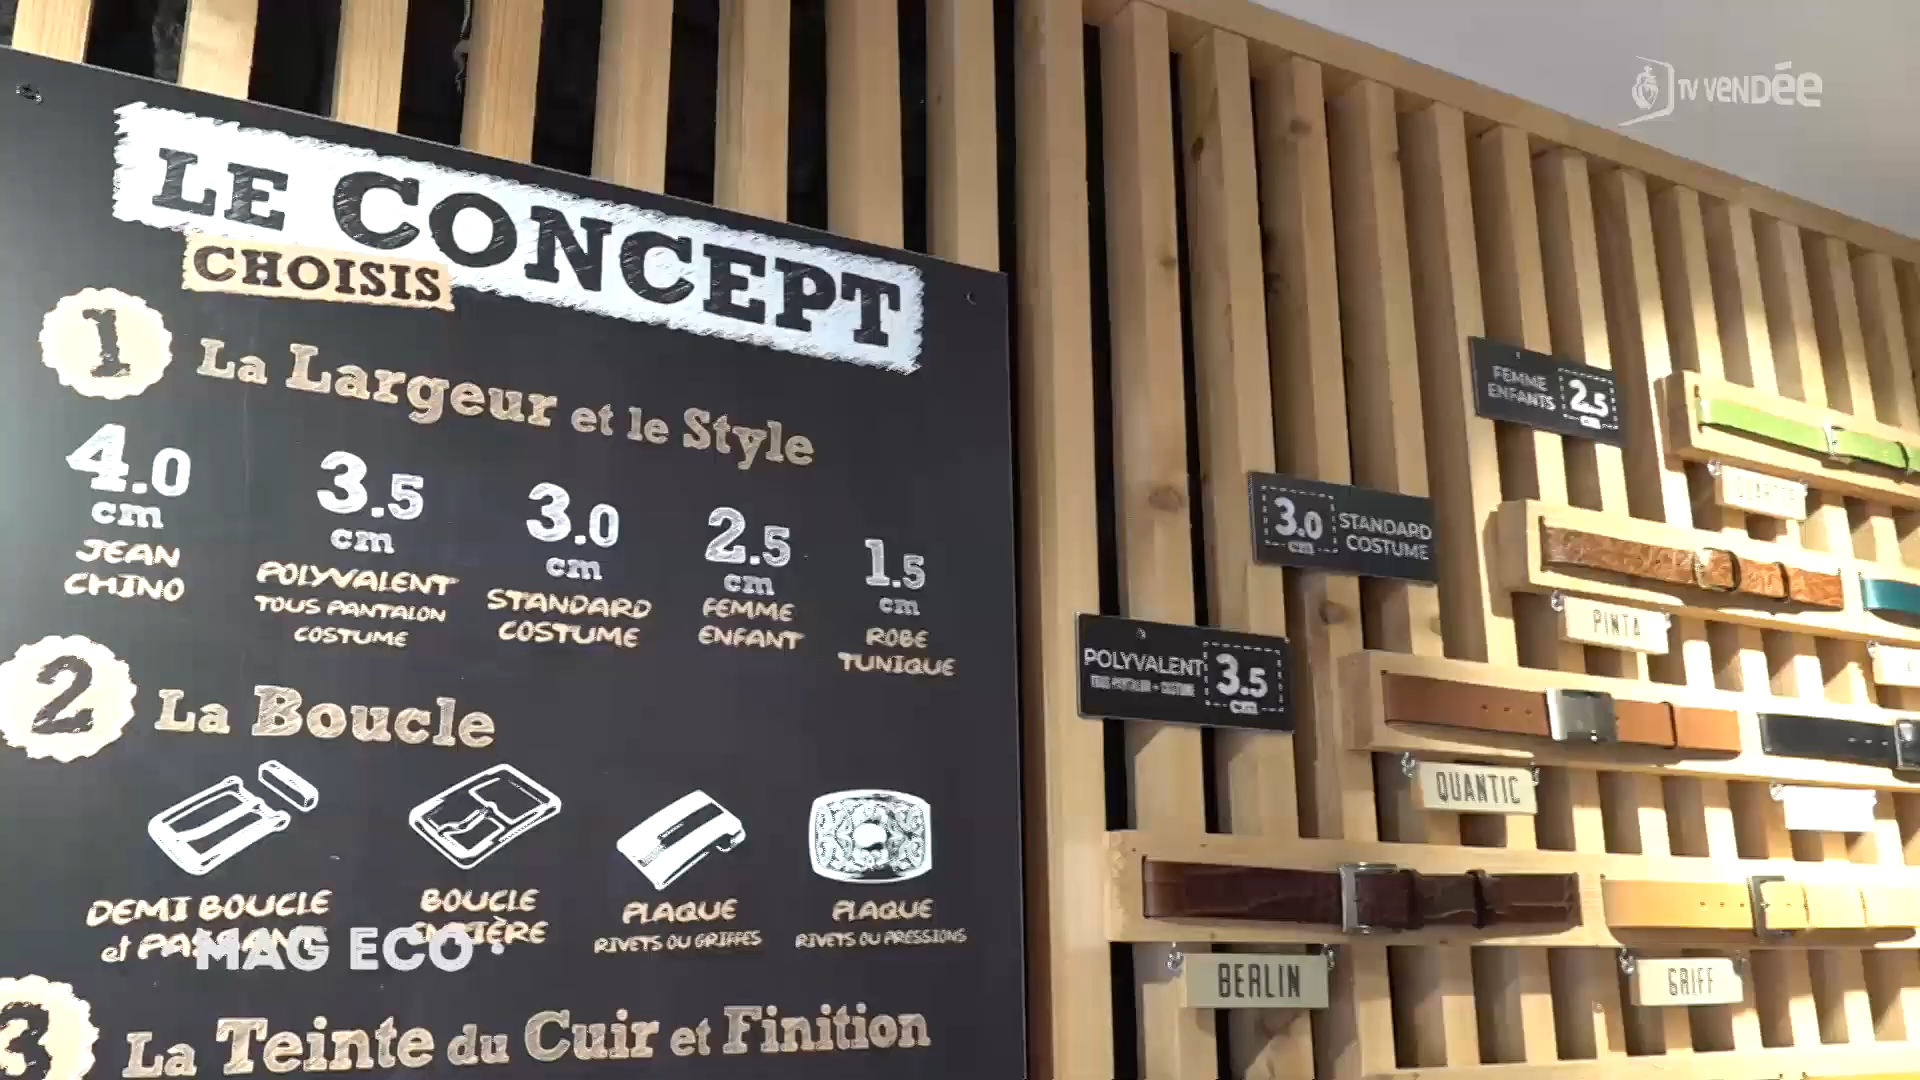 TV VENDÉE
LE CONCEPT
CHOISIS
1 La Largeur et le Style
4.0 cm
JEAN
CHINO
3.5 cm
POLYVALENT
TOUS PANTALON
COSTUME
3.0 cm
STANDARD
COSTUME
2.5 cm
FEMME
ENFANT
1.5 cm
ROBE
TUNIQUE
2 La Boucle
DEMI BOUCLE
et PASSANT
BOUCLE
ENTIÈRE
PLAQUE
RIVETS OU GRIFFES
PLAQUE
RIVETS OU PRESSIONS
MAG ECO
3 La Teinte du Cuir et Finition
FEMME
ENFANTS
2.5
cm
3.0
cm
STANDARD
COSTUME
POLYVALENT
3.5
cm
PINTA
QUANTIC
BERLIN
GRIFF